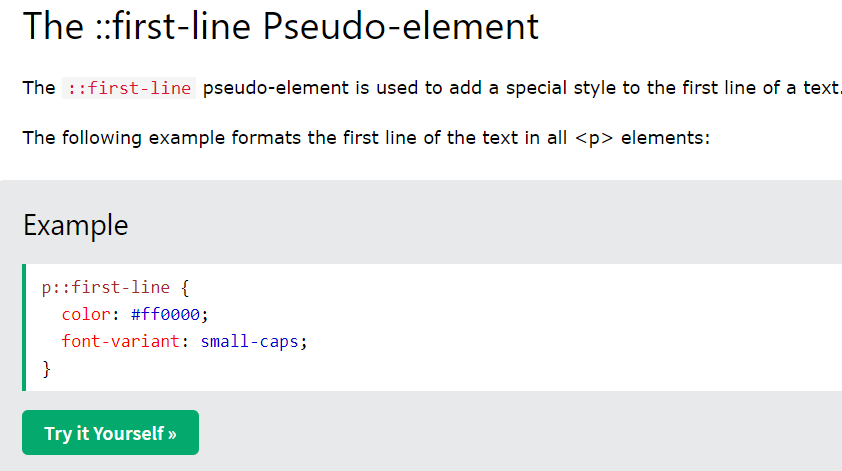 The ::first-line Pseudo-element
The ::first-line pseudo-element is used to add a special style to the first line of a text.
The following example formats the first line of the text in all <p> elements:
Example
p::first-line {
  color: #ff0000;
  font-variant: small-caps;
}
Try it Yourself »